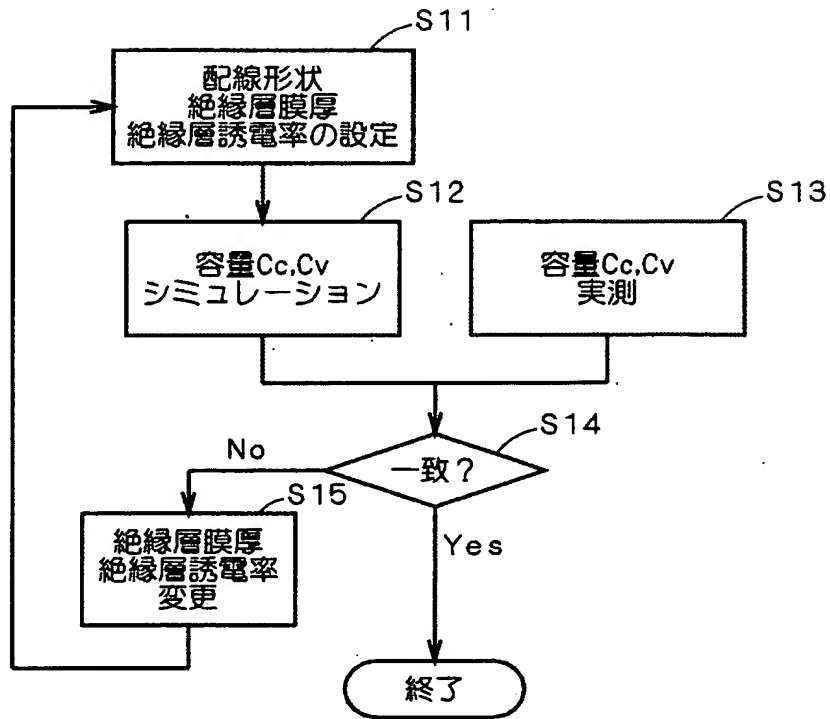 S11
配線形状
絶縁層膜厚
絶縁層誘電率の設定
S12
容量Cc,Cv
シミュレーション
S13
容量Cc,Cv
実測
S14
一致?
No
Yes
S15
絶縁層膜厚
絶縁層誘電率
変更
終了